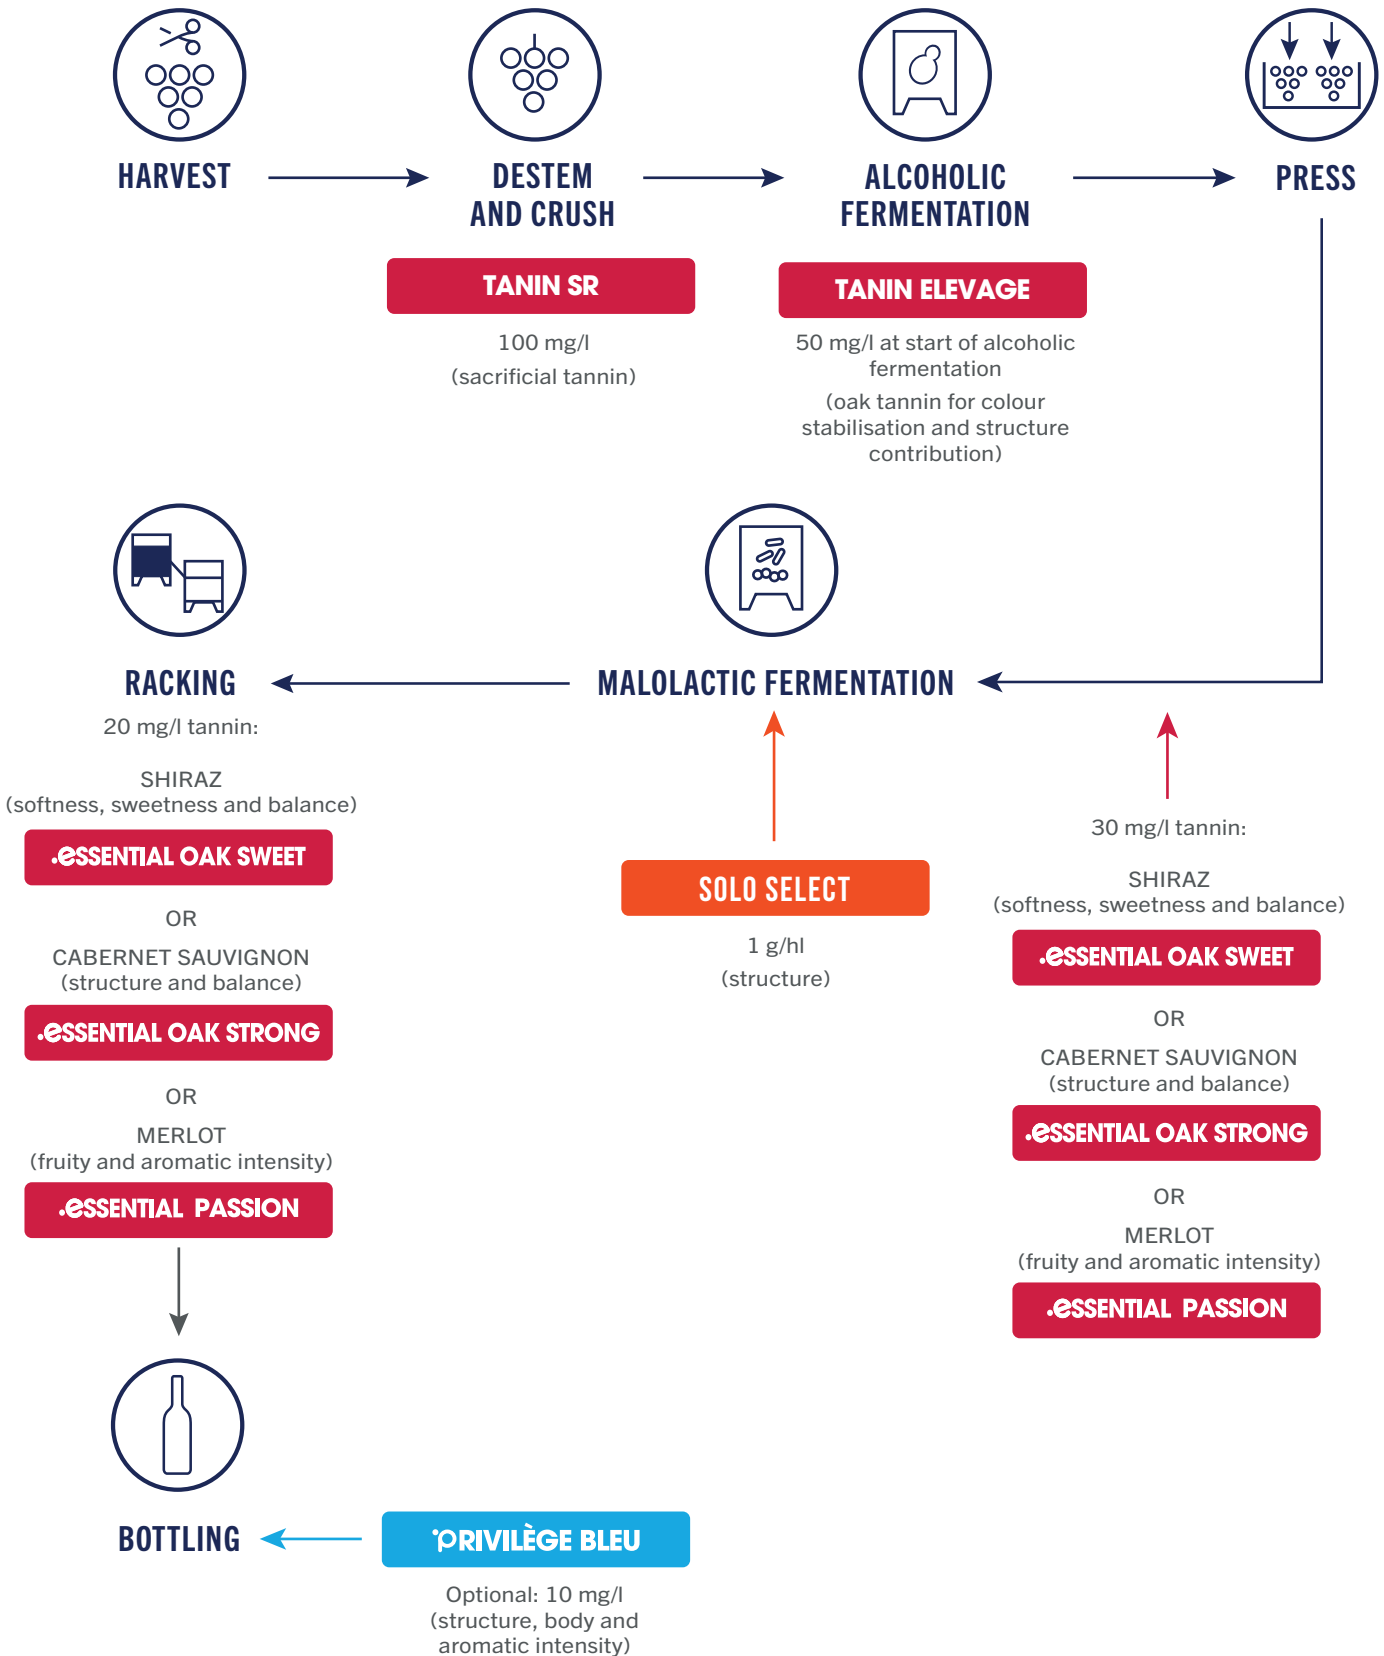 HARVEST
DESTEM
AND CRUSH
ALCOHOLIC
FERMENTATION
PRESS
TANIN SR
100 mg/l
(sacrificial tannin)
TANIN ELEVAGE
50 mg/l at start of alcoholic
fermentation
(oak tannin for colour
stabilisation and structure
contribution)
RACKING
MALOLACTIC FERMENTATION
20 mg/l tannin:
SHIRAZ
(softness, sweetness and balance)
.eSSENTIAL OAK SWEET
OR
CABERNET SAUVIGNON
(structure and balance)
.eSSENTIAL OAK STRONG
OR
MERLOT
(fruity and aromatic intensity)
.eSSENTIAL PASSION
SOLO SELECT
1 g/hl
(structure)
30 mg/l tannin:
SHIRAZ
(softness, sweetness and balance)
.eSSENTIAL OAK SWEET
OR
CABERNET SAUVIGNON
(structure and balance)
.eSSENTIAL OAK STRONG
OR
MERLOT
(fruity and aromatic intensity)
.eSSENTIAL PASSION
BOTTLING
PRIVILÈGE BLEU
Optional: 10 mg/l
(structure, body and
aromatic intensity)